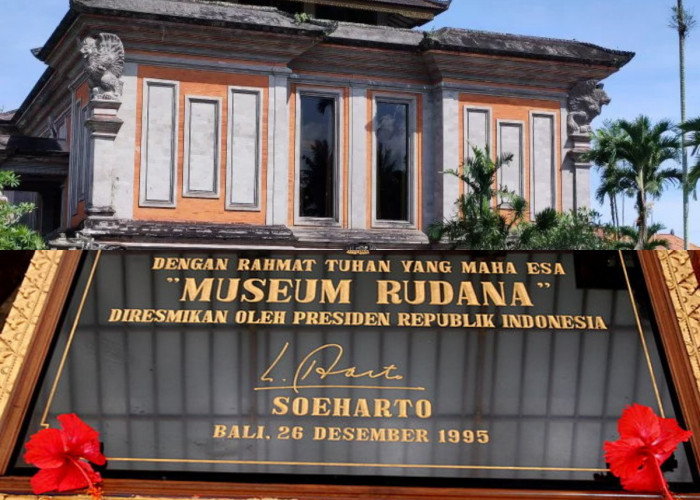 DENGAN RAHMAT TUHAN YANG MAHA ESA
"MUSEUM RUDANA"
DIRESMIKAN OLEH PRESIDEN REPUBLIK INDONESIA
SOEHARTO
BALI, 26 DESEMBER 1995